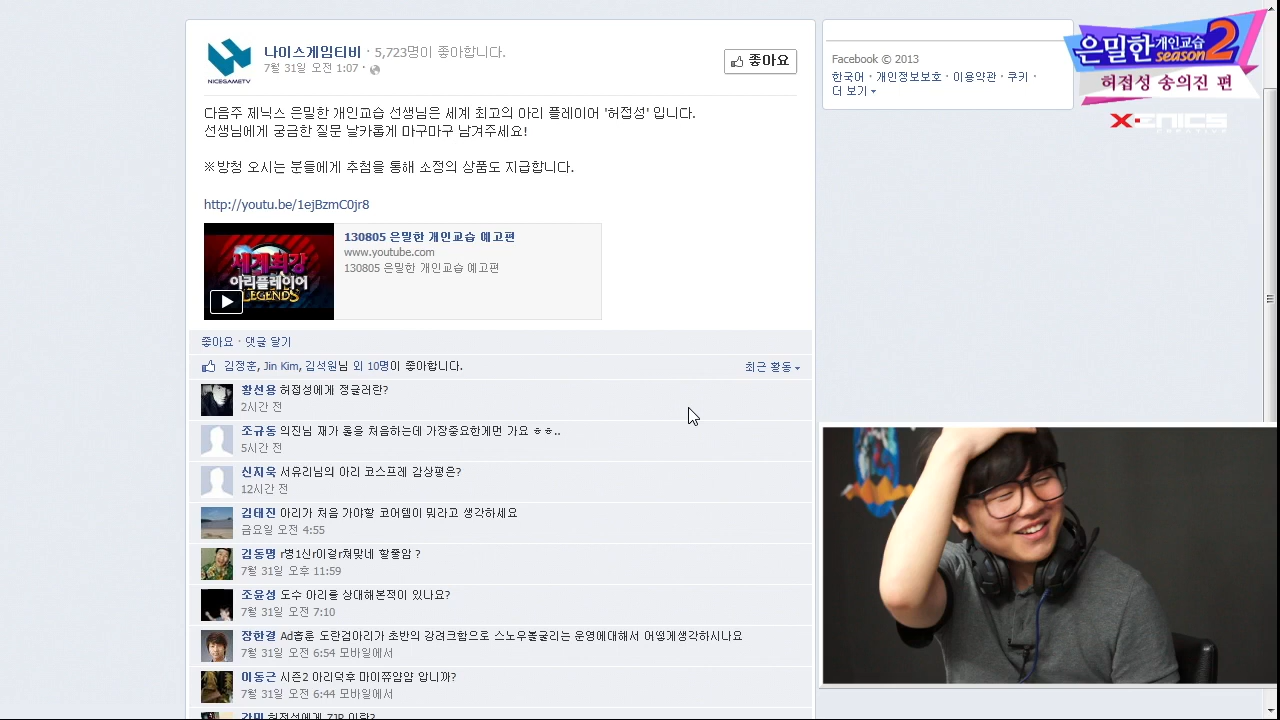 나이스게임티비 · 5,723명이 좋아합니다.
7월 31일 오전 1:07 ·
NICEGAMETV
좋아요
다음주 제닉스 은밀한 개인교습 선생님은 세계 최고의 아리 플레이어 '허접성' 입니다.
선생님에게 궁금한 질문 날카롭게 마구마구 남겨주세요!
※방청 오시는 분들에게 추첨을 통해 소정의 상품도 지급합니다.
http://youtu.be/1ejBzmC0jr8
130805 은밀한 개인교습 예고편
www.youtube.com
130805 은밀한 개인교습 예고편
세계최강
아리플레이어
LEGENDS
좋아요 · 댓글 달기
김정훈, Jin Kim, 김석원님 외 10명이 좋아합니다.
최근 활동
황선용 허접성에게 정글리다?
2시간 전
조규동 의진님 제가 롤을 처음하는데 가장중요한게먼 가요 ㅎㅎ..
5시간 전
신지욱 서유리님의 아리 코스프레 감상평은?
12시간 전
김태진 아리가 차 가야할 코어템이 뭐라고 생각하세요
금요일 오전 4:55
김동명
7월 31일 오후 11:59
조윤성 도수 아리를 상대해본적이 있나요?
7월 31일 오전 7:10
장한결 Ad총룬 도란검아리가 초반의 강력크함으로 스노우볼굴리는 운영에대해서 어떻게생각하시나요
7월 31일 오전 6:54 모바일에서
이동근 시즌2 아리덕후 마이뮤암암 압니까?
7월 31일 오전 6:44 모바일에서
허접성에게 ZJR 이란?
Facebook © 2013
한국어 · 개인정보보호 · 이용약관 · 쿠키 ·
더 보기
은밀한 개인교습 2
season
허접성 송의진 편
XENICS